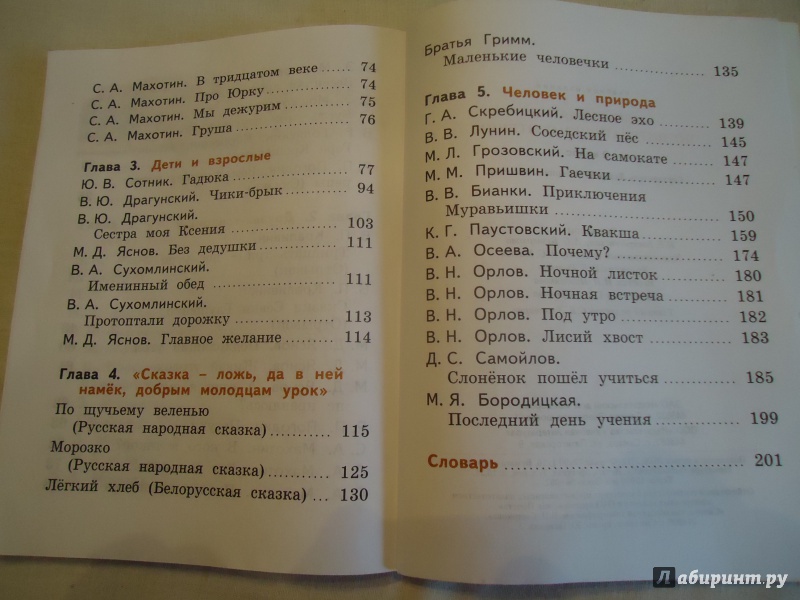 С. А. Махотин. В тридцатом веке ...... 74
С. А. Махотин. Про Юрку ................ 74
С. А. Махотин. Мы дежурим ............ 75
С. А. Махотин. Груша .................... 76
Глава 3. Дети и взрослые
Ю. В. Сотник. Гадюка .................... 77
В. Ю. Драгунский. Чики-брык .......... 94
В. Ю. Драгунский.
Сестра моя Ксения .................... 103
М. Д. Яснов. Без дедушки .............. 111
В. А. Сухомлинский.
Именинный обед ...................... 111
В. А. Сухомлинский.
Протоптали дорожку ................ 113
М. Д. Яснов. Главное желание ........ 114
Глава 4. «Сказка – ложь, да в ней
намёк, добрым молодцам урок»
По щучьему веленью
(Русская народная сказка) .......... 115
Морозко
(Русская народная сказка) .......... 125
Лёгкий хлеб (Белорусская сказка) ... 130
Братья Гримм.
Маленькие человечки .............. 135
Глава 5. Человек и природа
Г. А. Скребицкий. Лесное эхо ........ 139
В. В. Лунин. Соседский пёс .......... 145
М. Л. Грозовский. На самокате ...... 147
М. М. Пришвин. Гаечки .............. 147
В. В. Бианки. Приключения
Муравьишки .......................... 150
К. Г. Паустовский. Квакша .......... 159
В. А. Осеева. Почему? ................ 174
В. Н. Орлов. Ночной листок .......... 180
В. Н. Орлов. Ночная встреча ........ 181
В. Н. Орлов. Под утро ................ 182
В. Н. Орлов. Лисий хвост ............ 183
Д. С. Самойлов.
Слонёнок пошёл учиться ............ 185
М. Я. Бородицкая.
Последний день учения ............ 199
Словарь .................................. 201
Лабиринт.ру